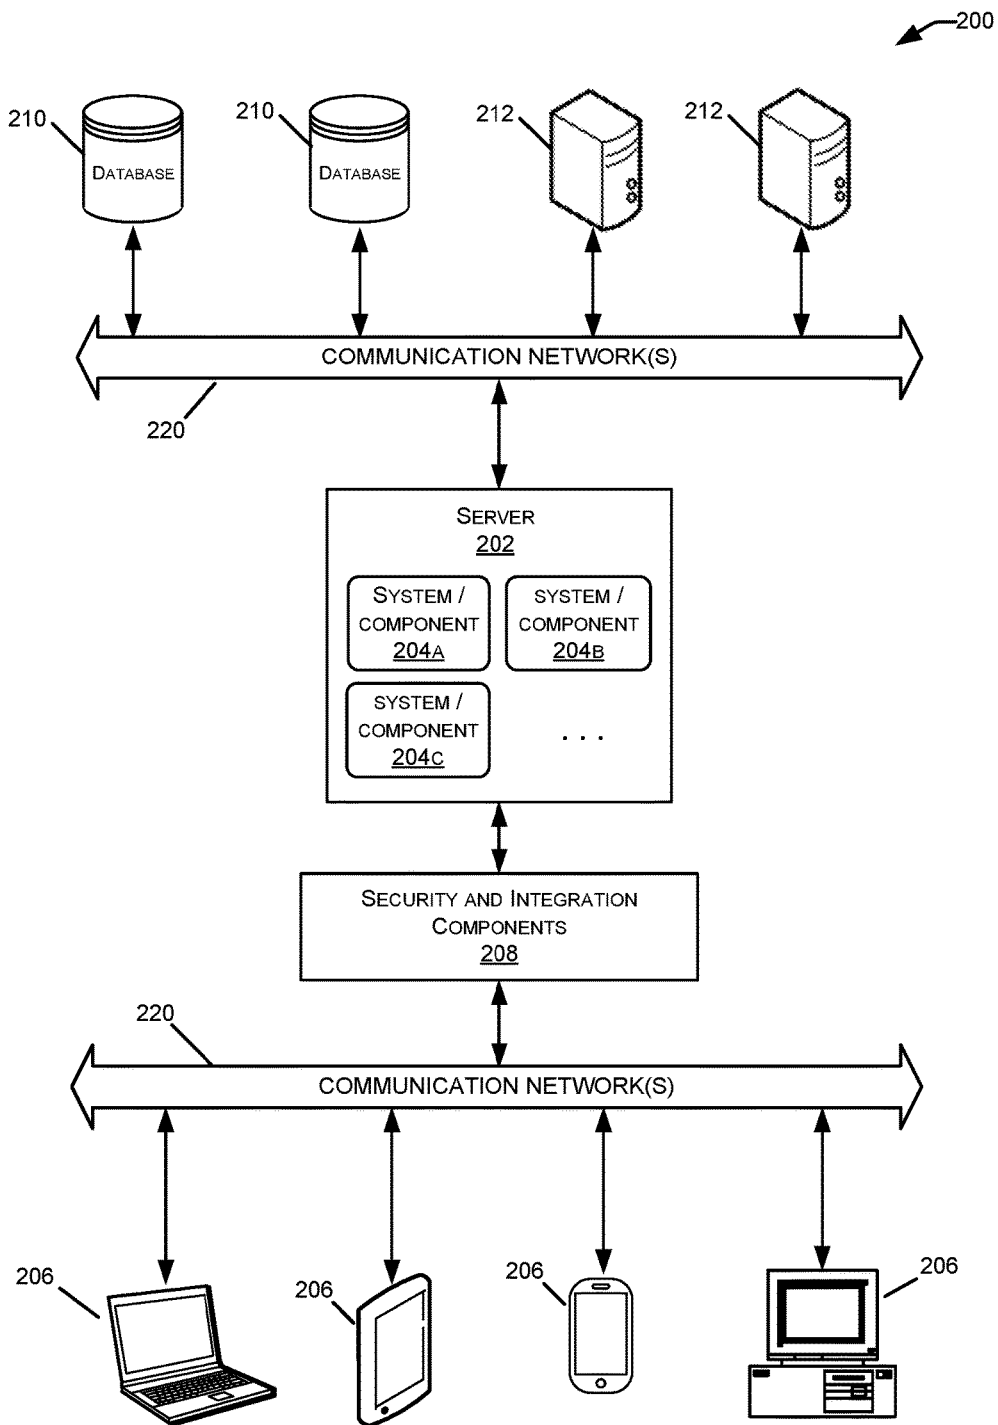 200
210 210 212 212
DATABASE DATABASE
COMMUNICATION NETWORK(S)
220
SERVER
202
SYSTEM / SYSTEM /
COMPONENT COMPONENT
204A 204B
SYSTEM /
COMPONENT
204C
. . .
SECURITY AND INTEGRATION
COMPONENTS
208
220
COMMUNICATION NETWORK(S)
206 206 206 206